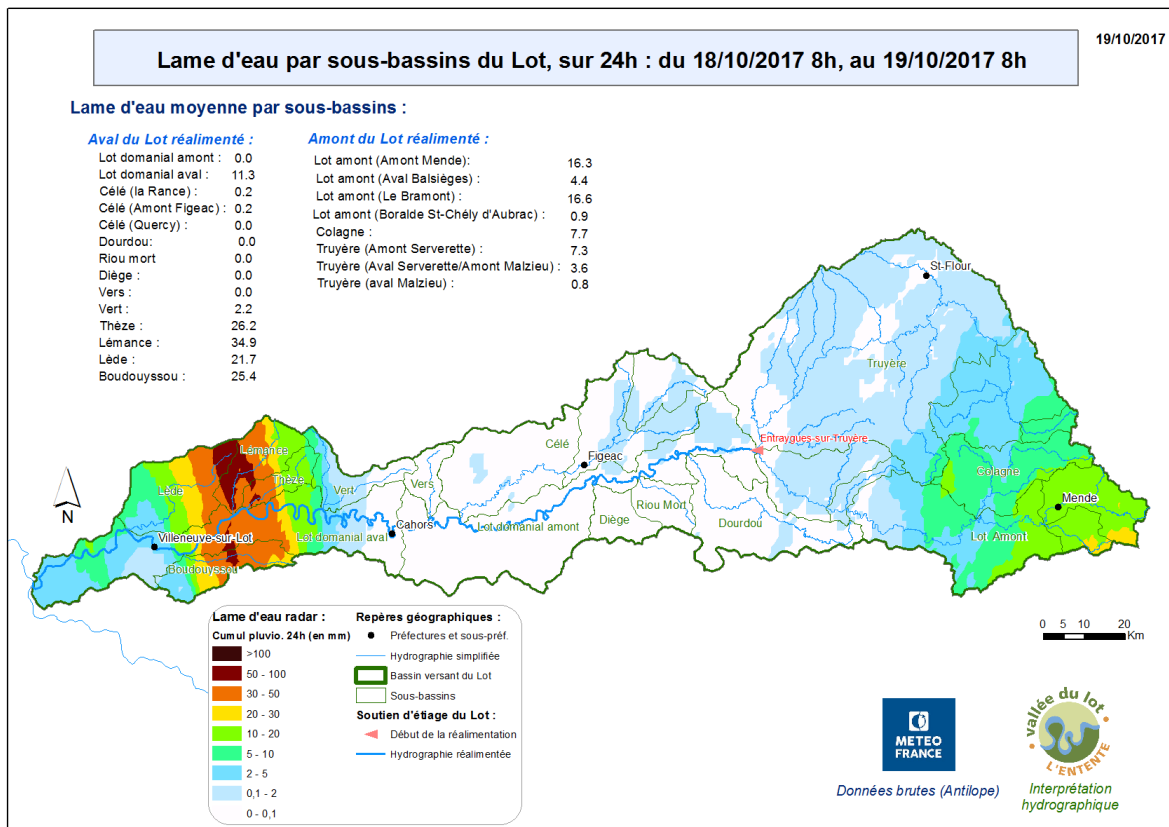 19/10/2017
Lame d'eau par sous-bassins du Lot, sur 24h : du 18/10/2017 8h, au 19/10/2017 8h
Lame d'eau moyenne par sous-bassins :
Aval du Lot réalimenté :
Lot domanial amont : 0.0
Lot domanial aval : 11.3
Célé (la Rance) : 0.2
Célé (Amont Figeac) : 0.2
Célé (Quercy) : 0.0
Dourdou: 0.0
Riou mort 0.0
Diège : 0.0
Vers : 0.0
Vert : 2.2
Thèze : 26.2
Lémance : 34.9
Lède : 21.7
Boudouyssou : 25.4
Amont du Lot réalimenté :
Lot amont (Amont Mende): 16.3
Lot amont (Aval Balsièges) : 4.4
Lot amont (Le Bramont) : 16.6
Lot amont (Boralde St-Chély d'Aubrac) : 0.9
Colagne : 7.7
Truyère (Amont Serverette) : 7.3
Truyère (Aval Serverette/Amont Malzieu) : 3.6
Truyère (aval Malzieu) : 0.8
St-Flour
Truyère
Entraygues-sur-Truyère
Célé
Figeac
Lémance
Thèze
Lède
Vert
Vers
Colagne
Mende
Riou Mort
Diège
Dourdou
Lot domanial amont
Cahors
Lot domanial aval
Lot Amont
Villeneuve-sur-Lot
Boudouyssou
N
Lame d'eau radar :
Cumul pluvio. 24h (en mm)
>100
50 - 100
30 - 50
20 - 30
10 - 20
5 - 10
2 - 5
0,1 - 2
0 - 0,1
Repères géographiques :
Préfectures et sous-préf.
Hydrographie simplifiée
Bassin versant du Lot
Sous-bassins
Soutien d'étiage du Lot :
Début de la réalimentation
Hydrographie réalimentée
0 5 10 20
Km
METEO
FRANCE
Données brutes (Antilope)
vallée du lot
L'ENTENTE
Interprétation
hydrographique